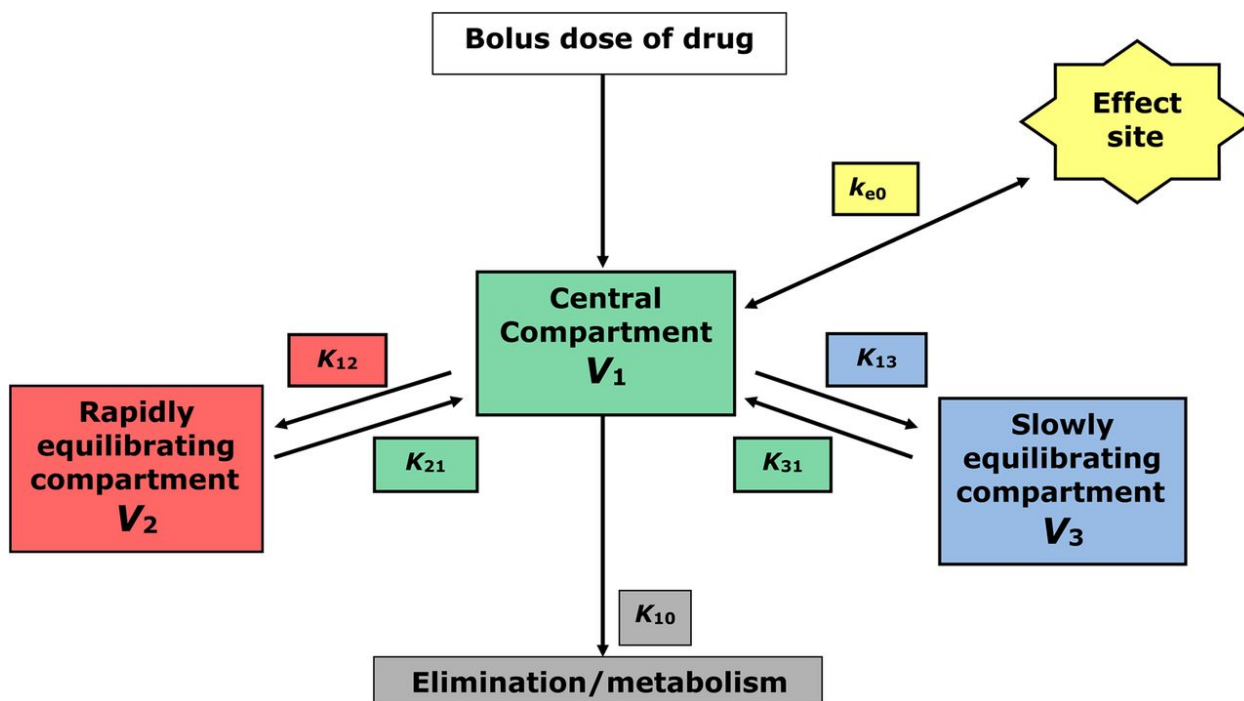 Bolus dose of drug
Effect
site
k e0
Central
Compartment
V1
K12
K13
Rapidly
equilibrating
compartment
V2
K21
K31
Slowly
equilibrating
compartment
V3
K10
Elimination/metabolism